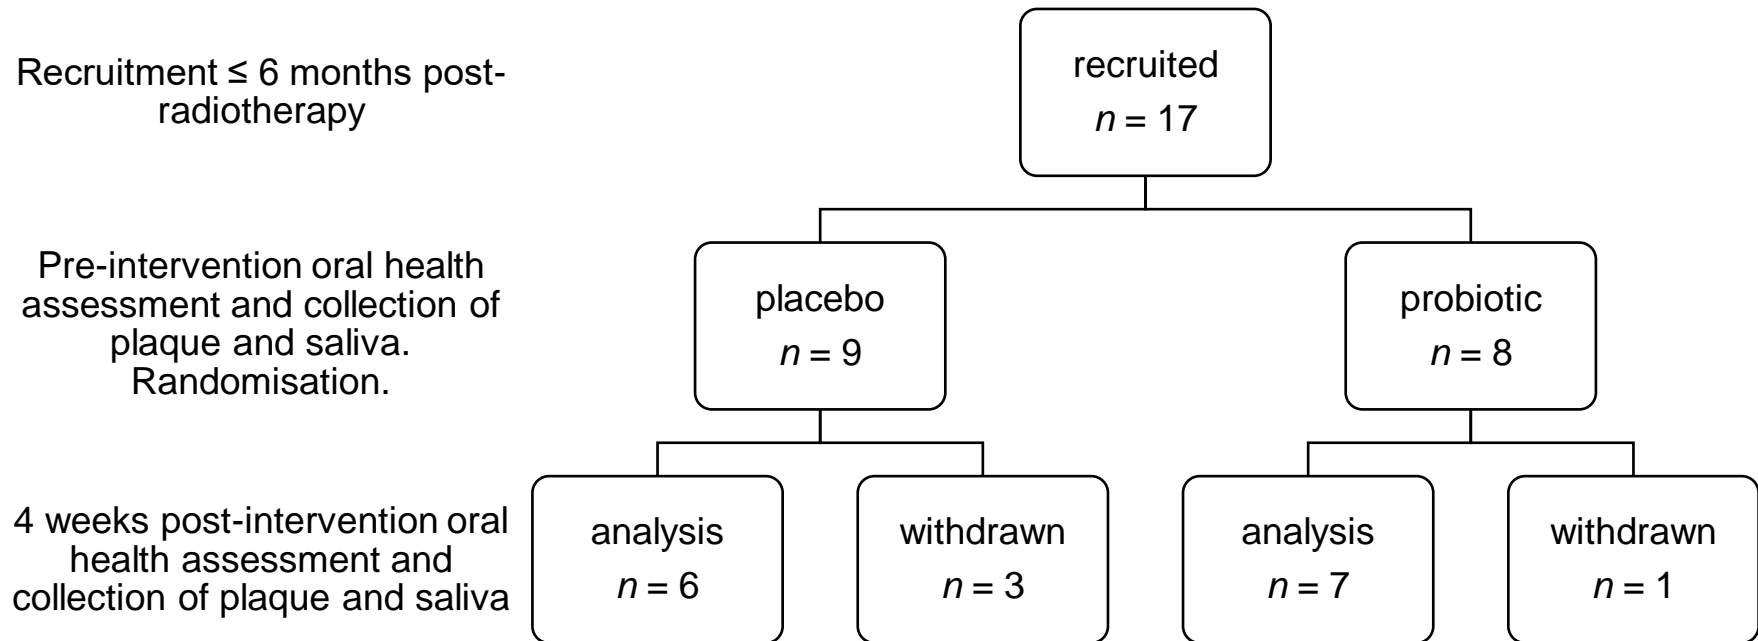 Recruitment ≤ 6 months post-
radiotherapy
recruited
n = 17
Pre-intervention oral health
assessment and collection of
plaque and saliva.
Randomisation.
placebo
n = 9
probiotic
n = 8
4 weeks post-intervention oral
health assessment and
collection of plaque and saliva
analysis
n = 6
withdrawn
n = 3
analysis
n = 7
withdrawn
n = 1